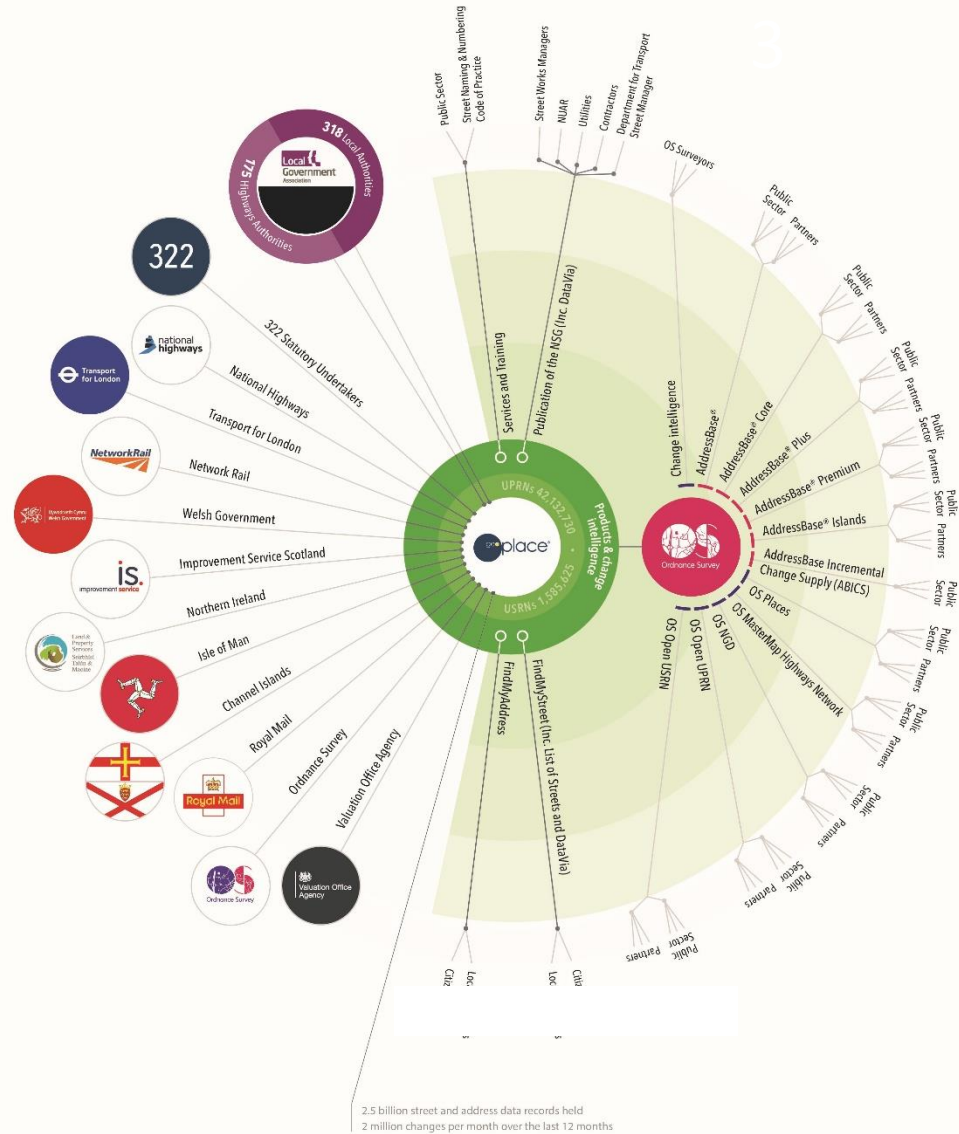 Public Sector
Street Naming & Numbering
Code of Practice
Street Works Managers
NUAR
Utilities
Contractors
Department for Transport
Street Manager
OS Surveyors
Public
Sector
Partners
Public
Sector
Partners
Public
Sector
Partners
Public
Sector
Partners
Public
Sector
Partners
Public
Sector
Public
Sector
Partners
Public
Sector
Partners
Public
Sector
Partners
Public
Sector
Partners
Public
Sector
Partners
318 Local Authorities
175 Highways Authorities
Local
Government
Association
322
322 Statutory Undertakers
national
highways
National Highways
Transport
for London
Transport for London
NetworkRail
Network Rail
Llywodraeth Cymru
Welsh Government
Welsh Government
is.
improvement service
Improvement Service Scotland
Land &
Property
Services
Northern Ireland
Isle of Man
Channel Islands
Royal Mail
Royal Mail
Ordnance Survey
Ordnance Survey
Valuation Office
Agency
Valuation Office Agency
Services and Training
Publication of the NSG (Inc. DataVia)
UPRNs 42,132,730
USRNs 1,585,625
Products & change
intelligence
place®
Ordnance Survey
Change intelligence
AddressBase®
AddressBase® Core
AddressBase® Plus
AddressBase® Premium
AddressBase® Islands
AddressBase Incremental
Change Supply (ABICS)
OS Places
OS MasterMap Highways Network
OS NGD
OS Open UPRN
OS Open USRN
FindMyAddress
FindMyStreet (Inc. List of Streets and DataVia)
2.5 billion street and address data records held
2 million changes per month over the last 12 months